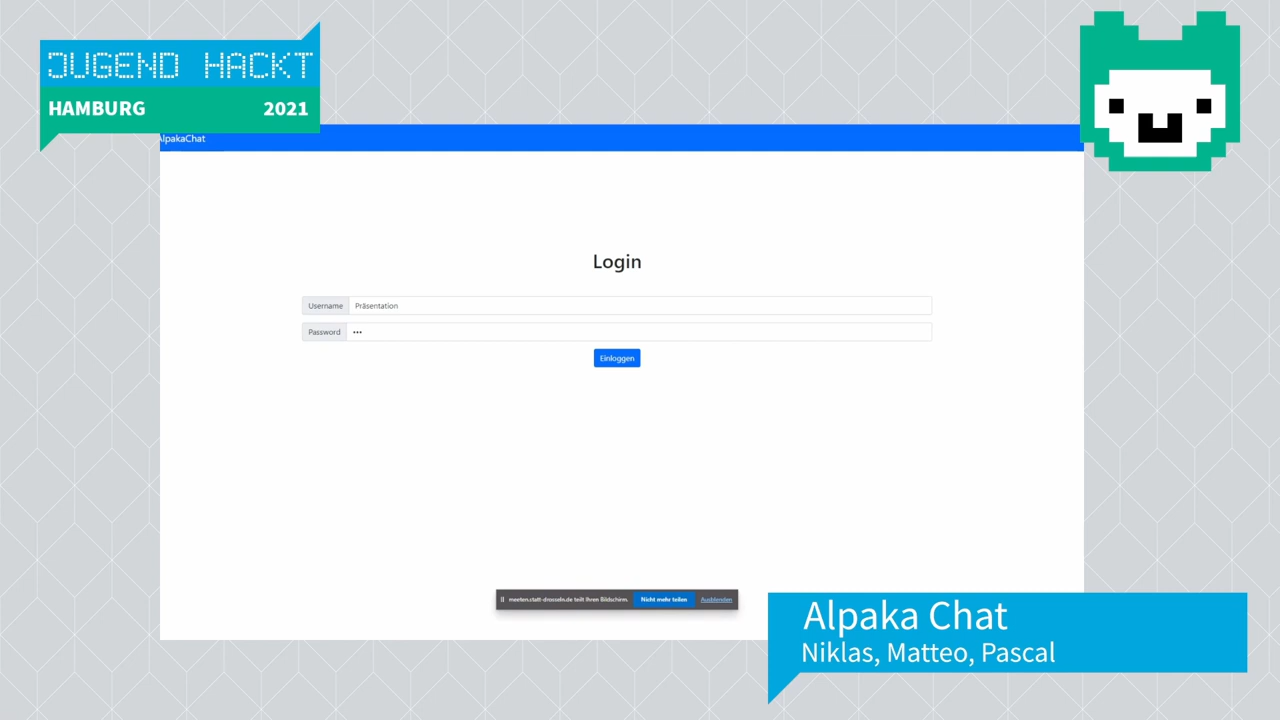 JUGEND HACKT
HAMBURG 2021
AlpakaChat
Login
Username Präsentation
Password •••
Einloggen
meeten.statt-drosseln.de teilt Ihren Bildschirm. Nicht mehr teilen Ausblenden
Alpaka Chat
Niklas, Matteo, Pascal